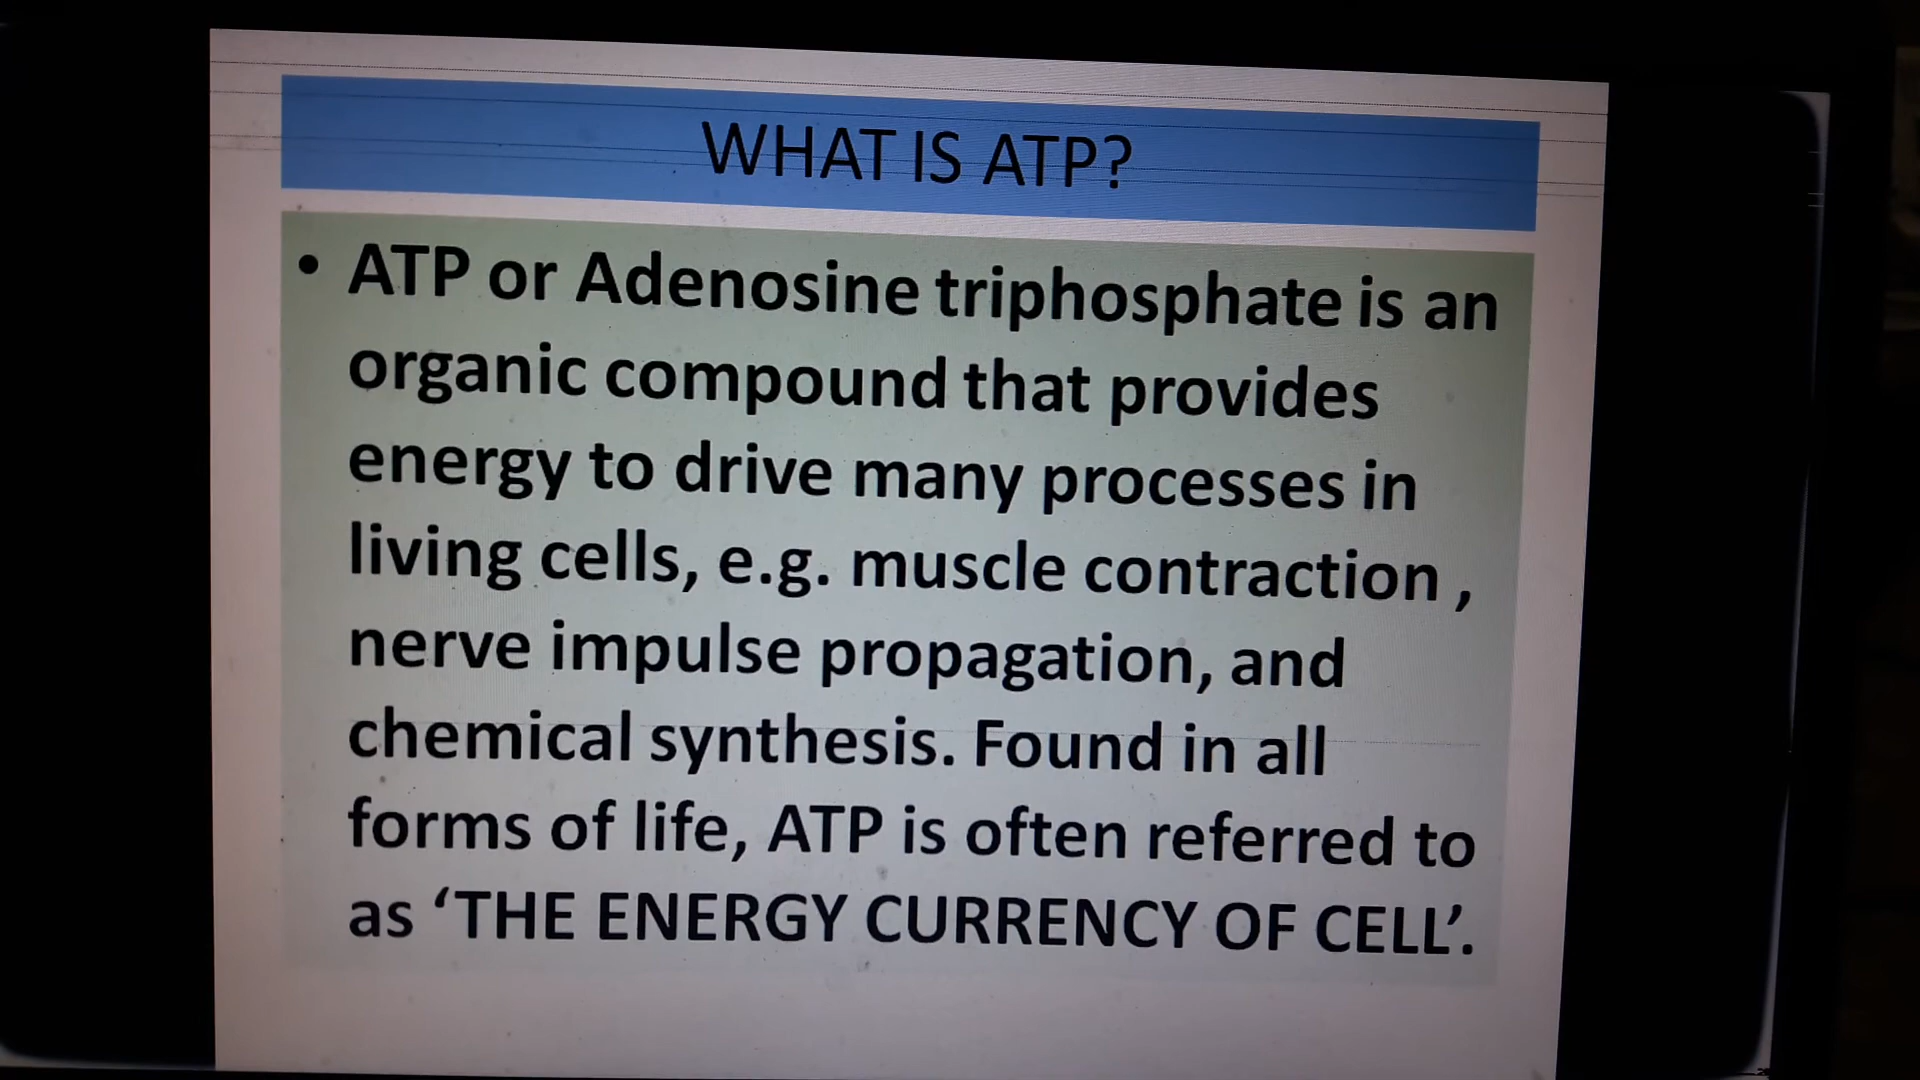 WHAT IS ATP?
• ATP or Adenosine triphosphate is an
organic compound that provides
energy to drive many processes in
living cells, e.g. muscle contraction ,
nerve impulse propagation, and
chemical synthesis. Found in all
forms of life, ATP is often referred to
as ‘THE ENERGY CURRENCY OF CELL’.